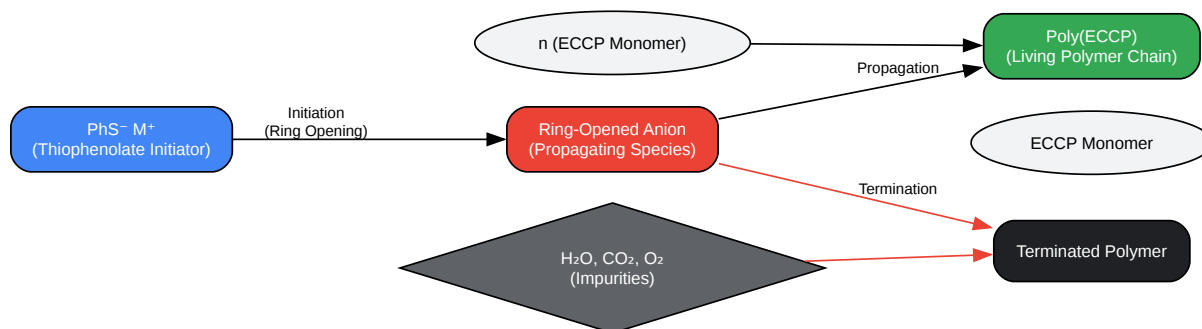 n (ECCP Monomer)
Poly(ECCP)
(Living Polymer Chain)
Propagation
Initiation
(Ring Opening)
PhS⁻ M⁺
(Thiophenolate Initiator)
Ring-Opened Anion
(Propagating Species)
ECCP Monomer
Termination
H₂O, CO₂, O₂
(Impurities)
Terminated Polymer